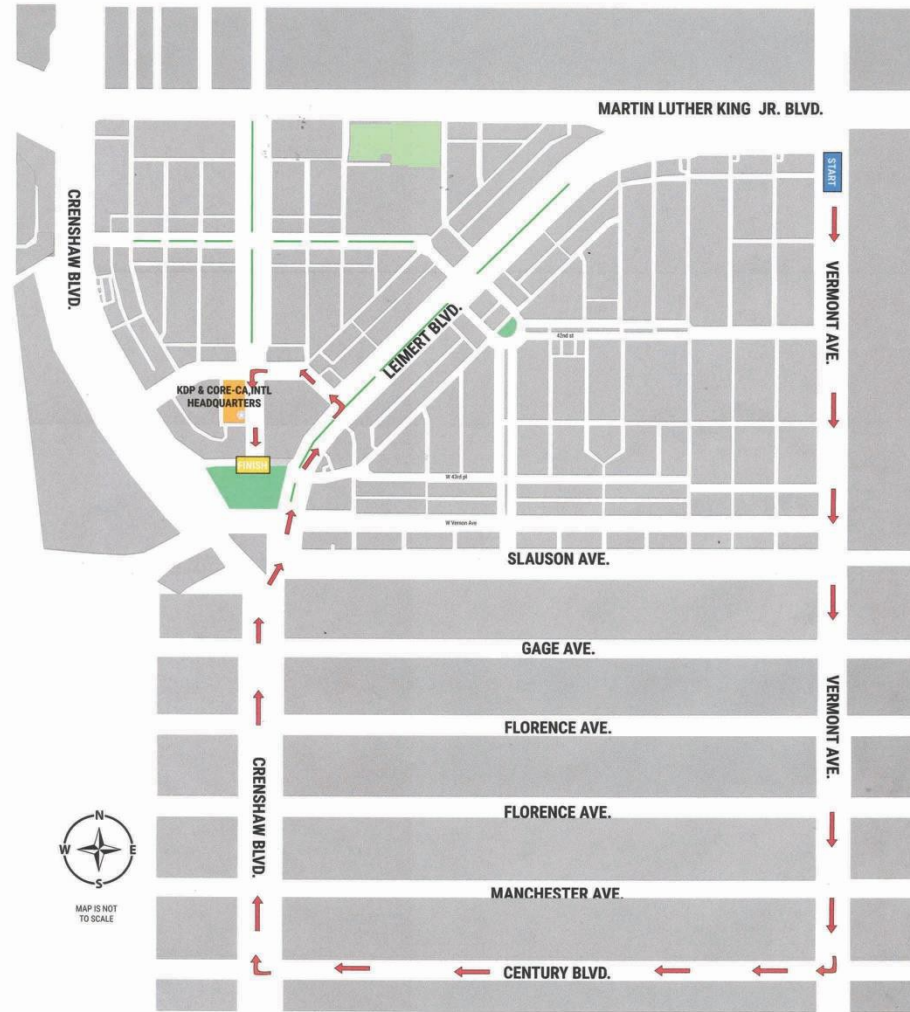 MARTIN LUTHER KING JR. BLVD.
START
CRENSHAW BLVD.
VERMONT AVE.
LEIMERT BLVD.
42nd st
KDP & CORE-CA,INTL
HEADQUARTERS
FINISH
W 43rd pl
W Vernon Ave
SLAUSON AVE.
GAGE AVE.
VERMONT AVE.
FLORENCE AVE.
CRENSHAW BLVD.
FLORENCE AVE.
N
W
E
S
MAP IS NOT
TO SCALE
MANCHESTER AVE.
CENTURY BLVD.